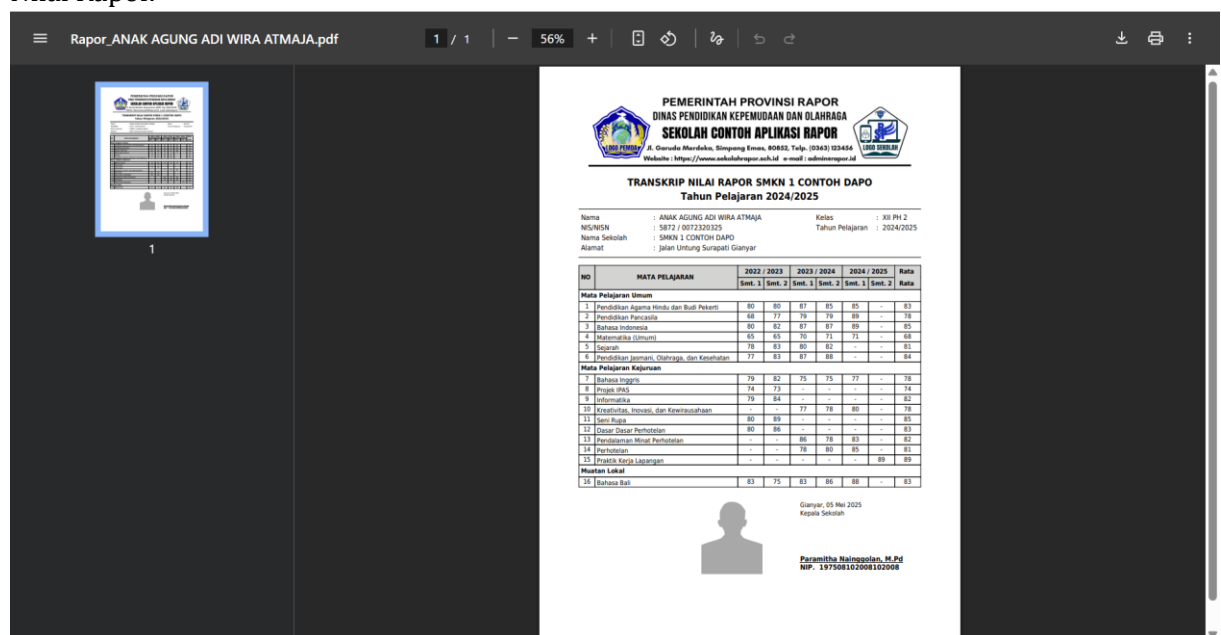 Rapor_ANAK AGUNG ADI WIRA ATMAJA.pdf
1 / 1
56%
1
PEMERINTAH PROVINSI RAPOR
DINAS PENDIDIKAN KEPEMUDAAN DAN OLAHRAGA
SEKOLAH CONTOH APLIKASI RAPOR
Jl. Garuda Merdeka, Simpang Emas, 80852, Telp. (0363) 123456
Website : https://www.sekolahrapor.sch.id e-mail : adminerapor.id
LOGO PEMDA
LOGO SEKOLAH
TRANSKRIP NILAI RAPOR SMKN 1 CONTOH DAPO
Tahun Pelajaran 2024/2025
Nama : ANAK AGUNG ADI WIRA ATMAJA Kelas : XII PH 2
NIS/NISN : 5872 / 0072320325 Tahun Pelajaran : 2024/2025
Nama Sekolah : SMKN 1 CONTOH DAPO
Alamat : Jalan Untung Surapati Gianyar
NO MATA PELAJARAN 2022 / 2023 2023 / 2024 2024 / 2025 Rata
Smt. 1 Smt. 2 Smt. 1 Smt. 2 Smt. 1 Smt. 2 Rata
Mata Pelajaran Umum
1 Pendidikan Agama Hindu dan Budi Pekerti 80 80 87 85 85 - 83
2 Pendidikan Pancasila 68 77 79 79 89 - 78
3 Bahasa Indonesia 80 82 87 87 89 - 85
4 Matematika (Umum) 65 65 70 71 71 - 68
5 Sejarah 78 83 80 82 - - 81
6 Pendidikan Jasmani, Olahraga, dan Kesehatan 77 83 87 88 - - 84
Mata Pelajaran Kejuruan
7 Bahasa Inggris 79 82 75 75 77 - 78
8 Projek IPAS 74 73 - - - - 74
9 Informatika 79 84 - - - - 82
10 Kreativitas, Inovasi, dan Kewirausahaan - - 77 78 80 - 78
11 Seni Rupa 80 89 - - - - 85
12 Dasar Dasar Perhotelan 80 86 - - - - 83
13 Pendalaman Minat Perhotelan - - 86 78 83 - 82
14 Perhotelan - - 78 80 85 - 81
15 Praktik Kerja Lapangan - - - - - 89 89
Muatan Lokal
16 Bahasa Bali 83 75 83 86 88 - 83
Gianyar, 05 Mei 2025
Kepala Sekolah
Paramitha Nainggolan, M.Pd
NIP. 197508102008102008